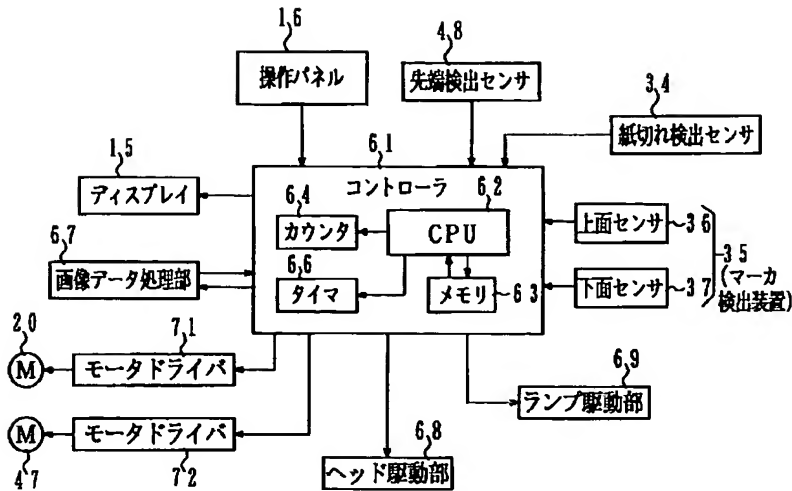 16
操作パネル
48
先端検出センサ
34
紙切れ検出センサ
61
コントローラ
15
ディスプレイ
64
カウンタ
62
CPU
上面センサ
36
67
画像データ処理部
66
タイマ
メモリ
63
下面センサ
37
35
(マーカ
検出装置)
20
M
71
モータドライバ
69
ランプ駆動部
M
47
モータドライバ
72
68
ヘッド駆動部